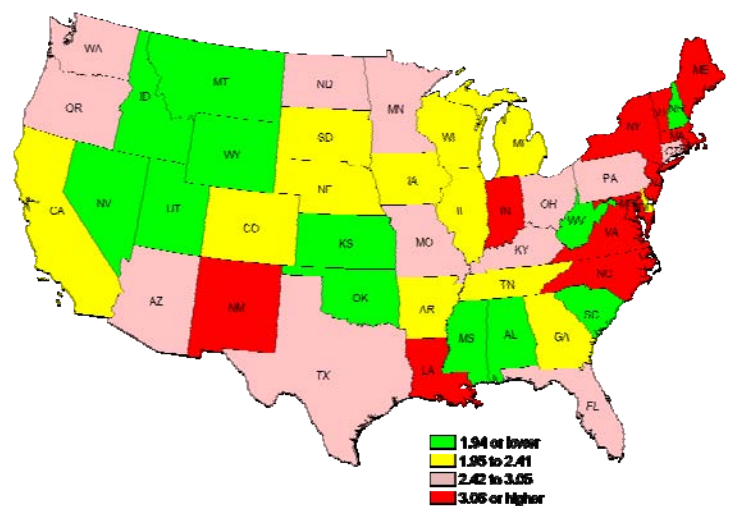 WA
MT
ND
MN
ME
OR
ID
WY
SD
WI
MI
NY
NH
MA
NV
UT
CO
NE
IA
IL
IN
OH
PA
CA
KS
MO
KY
WV
VA
AZ
NM
OK
AR
TN
NC
TX
LA
MS
AL
GA
SC
FL
1.94 or lower
1.95 to 2.41
2.42 to 3.05
3.06 or higher